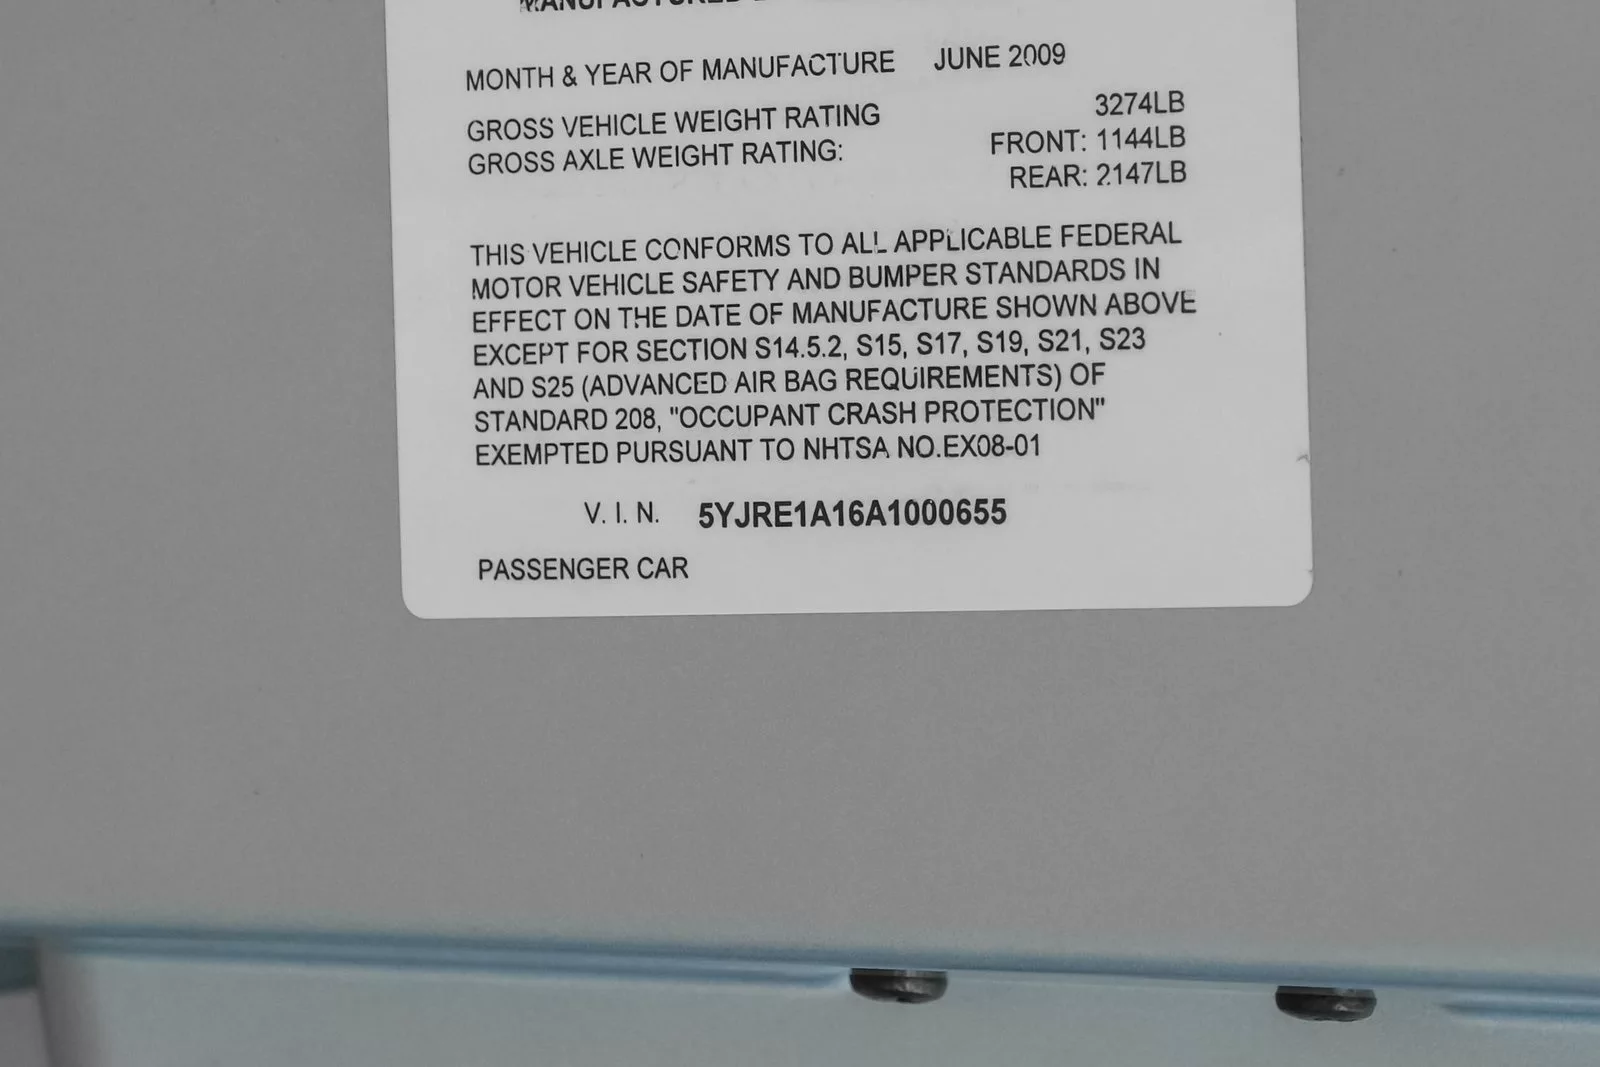 MANUFACTURED
MONTH & YEAR OF MANUFACTURE JUNE 2009
GROSS VEHICLE WEIGHT RATING 3274LB
GROSS AXLE WEIGHT RATING: FRONT: 1144LB
REAR: 2147LB
THIS VEHICLE CONFORMS TO ALL APPLICABLE FEDERAL
MOTOR VEHICLE SAFETY AND BUMPER STANDARDS IN
EFFECT ON THE DATE OF MANUFACTURE SHOWN ABOVE
EXCEPT FOR SECTION S14.5.2, S15, S17, S19, S21, S23
AND S25 (ADVANCED AIR BAG REQUIREMENTS) OF
STANDARD 208, "OCCUPANT CRASH PROTECTION"
EXEMPTED PURSUANT TO NHTSA NO.EX08-01
V. I. N. 5YJRE1A16A1000655
PASSENGER CAR